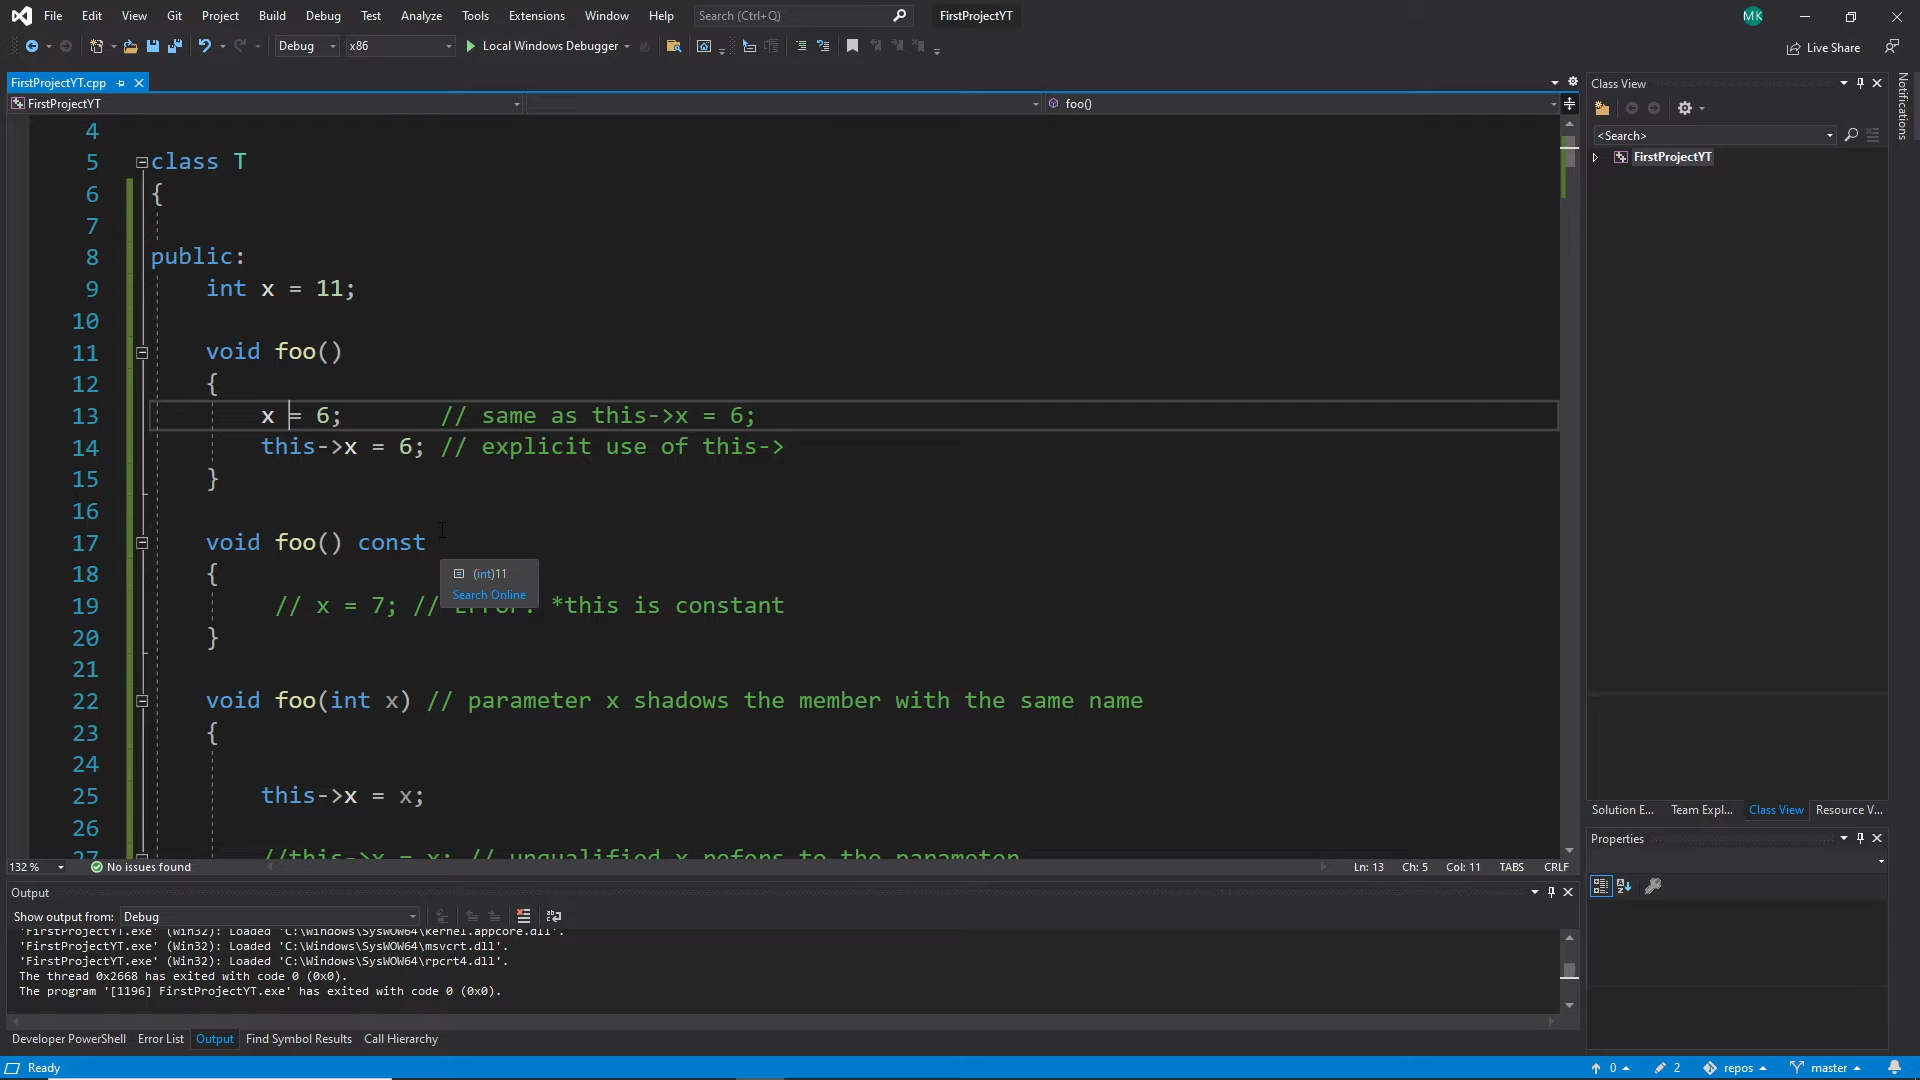 File Edit View Git Project Build Debug Test Analyze Tools Extensions Window Help Search (Ctrl+Q) FirstProjectYT MK
Debug x86 Local Windows Debugger Live Share
FirstProjectYT.cpp
FirstProjectYT foo()
4
5 class T
6 {
7
8 public:
9 int x = 11;
10
11 void foo()
12 {
13 x = 6; // same as this->x = 6;
14 this->x = 6; // explicit use of this->
15 }
16
17 void foo() const
18 {
(int)11
Search Online
19 // x = 7; // Error: *this is constant
20 }
21
22 void foo(int x) // parameter x shadows the member with the same name
23 {
24
25 this->x = x;
26
27 //this->x = x; // unqualified x refers to the parameter
132 % No issues found Ln: 13 Ch: 5 Col: 11 TABS CRLF
Output
Show output from: Debug
'FirstProjectYT.exe' (Win32): Loaded 'C:\Windows\SysWOW64\kernel.appcore.dll'.
'FirstProjectYT.exe' (Win32): Loaded 'C:\Windows\SysWOW64\msvcrt.dll'.
'FirstProjectYT.exe' (Win32): Loaded 'C:\Windows\SysWOW64\rpcrt4.dll'.
The thread 0x2668 has exited with code 0 (0x0).
The program '[1196] FirstProjectYT.exe' has exited with code 0 (0x0).
Developer PowerShell Error List Output Find Symbol Results Call Hierarchy
Class View
<Search>
FirstProjectYT
Solution E... Team Expl... Class View Resource V...
Properties
Notifications
Ready 0 2 repos master